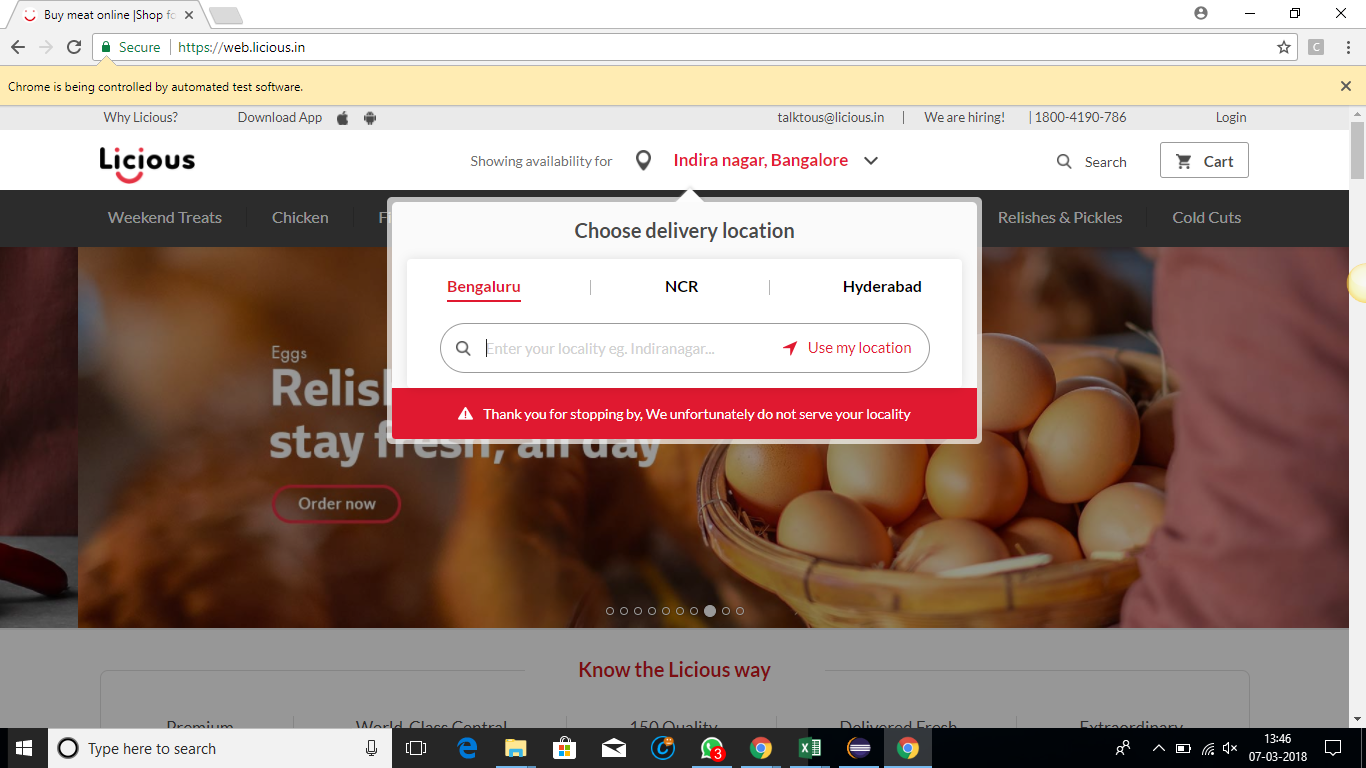 Buy meat online |Shop fo
Secure https://web.licious.in
C
Chrome is being controlled by automated test software.
Why Licious? Download App talktous@licious.in | We are hiring! | 1800-4190-786 Login
Licious Showing availability for Indira nagar, Bangalore Search Cart
Weekend Treats Chicken Fi Relishes & Pickles Cold Cuts
Choose delivery location
Bengaluru | NCR | Hyderabad
Enter your locality eg. Indiranagar... Use my location
Thank you for stopping by, We unfortunately do not serve your locality
Eggs
Relish
stay fresh, all day
Order now
Know the Licious way
Premium World-Class Central 150 Quality Delivered Fresh Extraordinary
Type here to search
3
13:46
07-03-2018